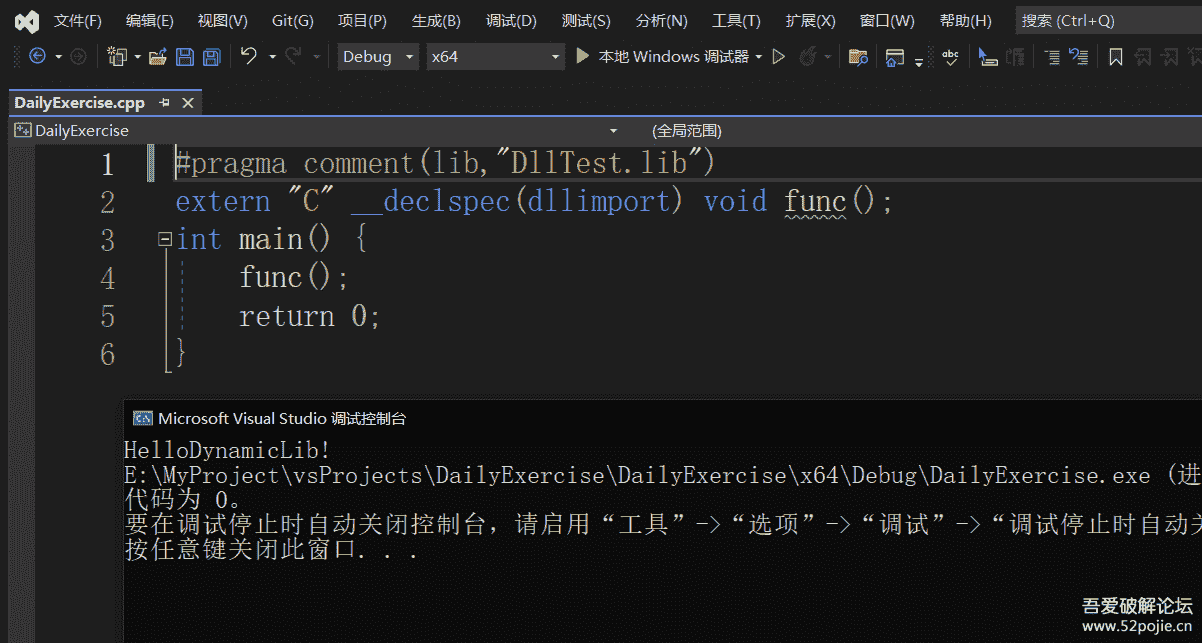 文件(F) 编辑(E) 视图(V) Git(G) 项目(P) 生成(B) 调试(D) 测试(S) 分析(N) 工具(T) 扩展(X) 窗口(W) 帮助(H) 搜索 (Ctrl+Q)
Debug x64 本地 Windows 调试器 abc
DailyExercise.cpp
DailyExercise (全局范围)
1 #pragma comment(lib,"DllTest.lib")
2 extern "C" __declspec(dllimport) void func();
3 int main() {
4 func();
5 return 0;
6 }
Microsoft Visual Studio 调试控制台
HelloDynamicLib!
E:\MyProject\vsProjects\DailyExercise\DailyExercise\x64\Debug\DailyExercise.exe (进
代码为 0。
要在调试停止时自动关闭控制台，请启用“工具”->“选项”->“调试”->“调试停止时自动关
按任意键关闭此窗口. . .
吾爱破解论坛
www.52pojie.cn